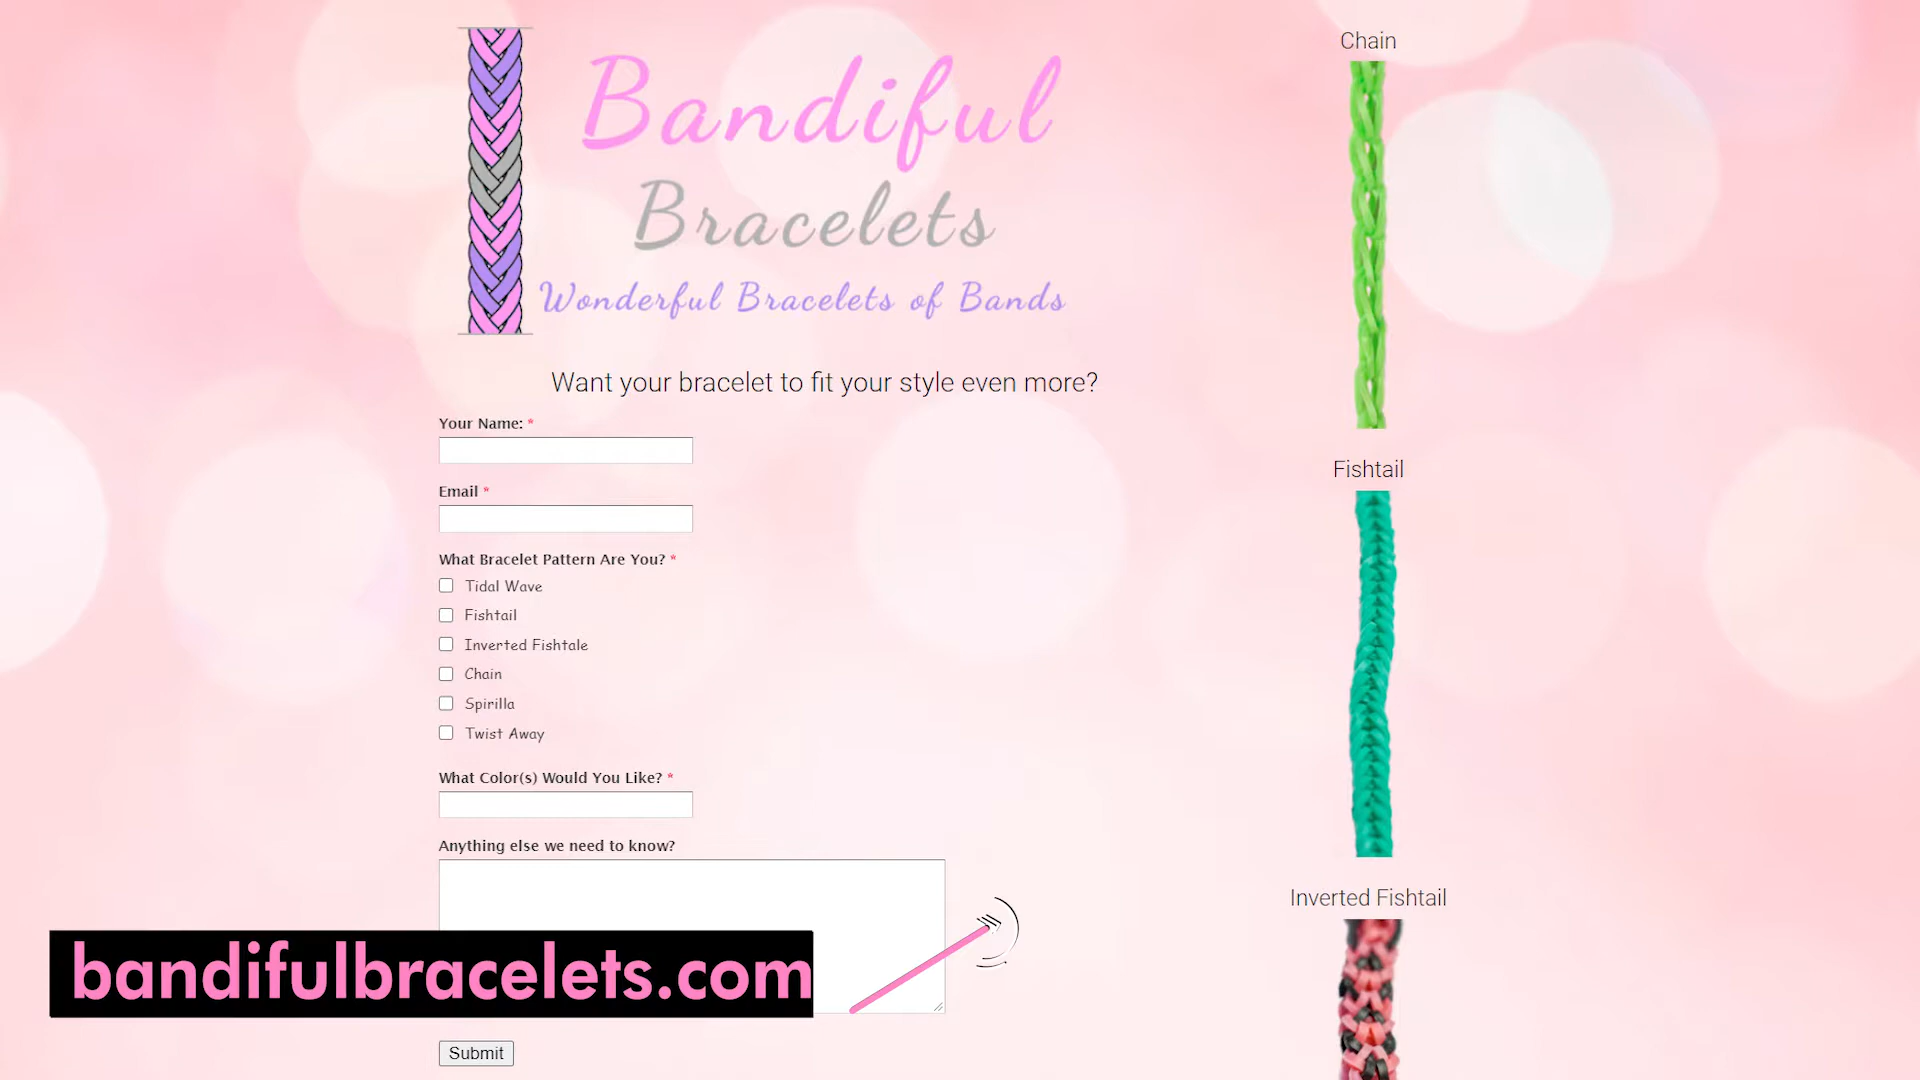 Bandiful
Bracelets
Wonderful Bracelets of Bands
Want your bracelet to fit your style even more?
Your Name: *
Email *
What Bracelet Pattern Are You? *
Tidal Wave
Fishtail
Inverted Fishtale
Chain
Spirilla
Twist Away
What Color(s) Would You Like? *
Anything else we need to know?
bandifulbracelets.com
Submit
Chain
Fishtail
Inverted Fishtail